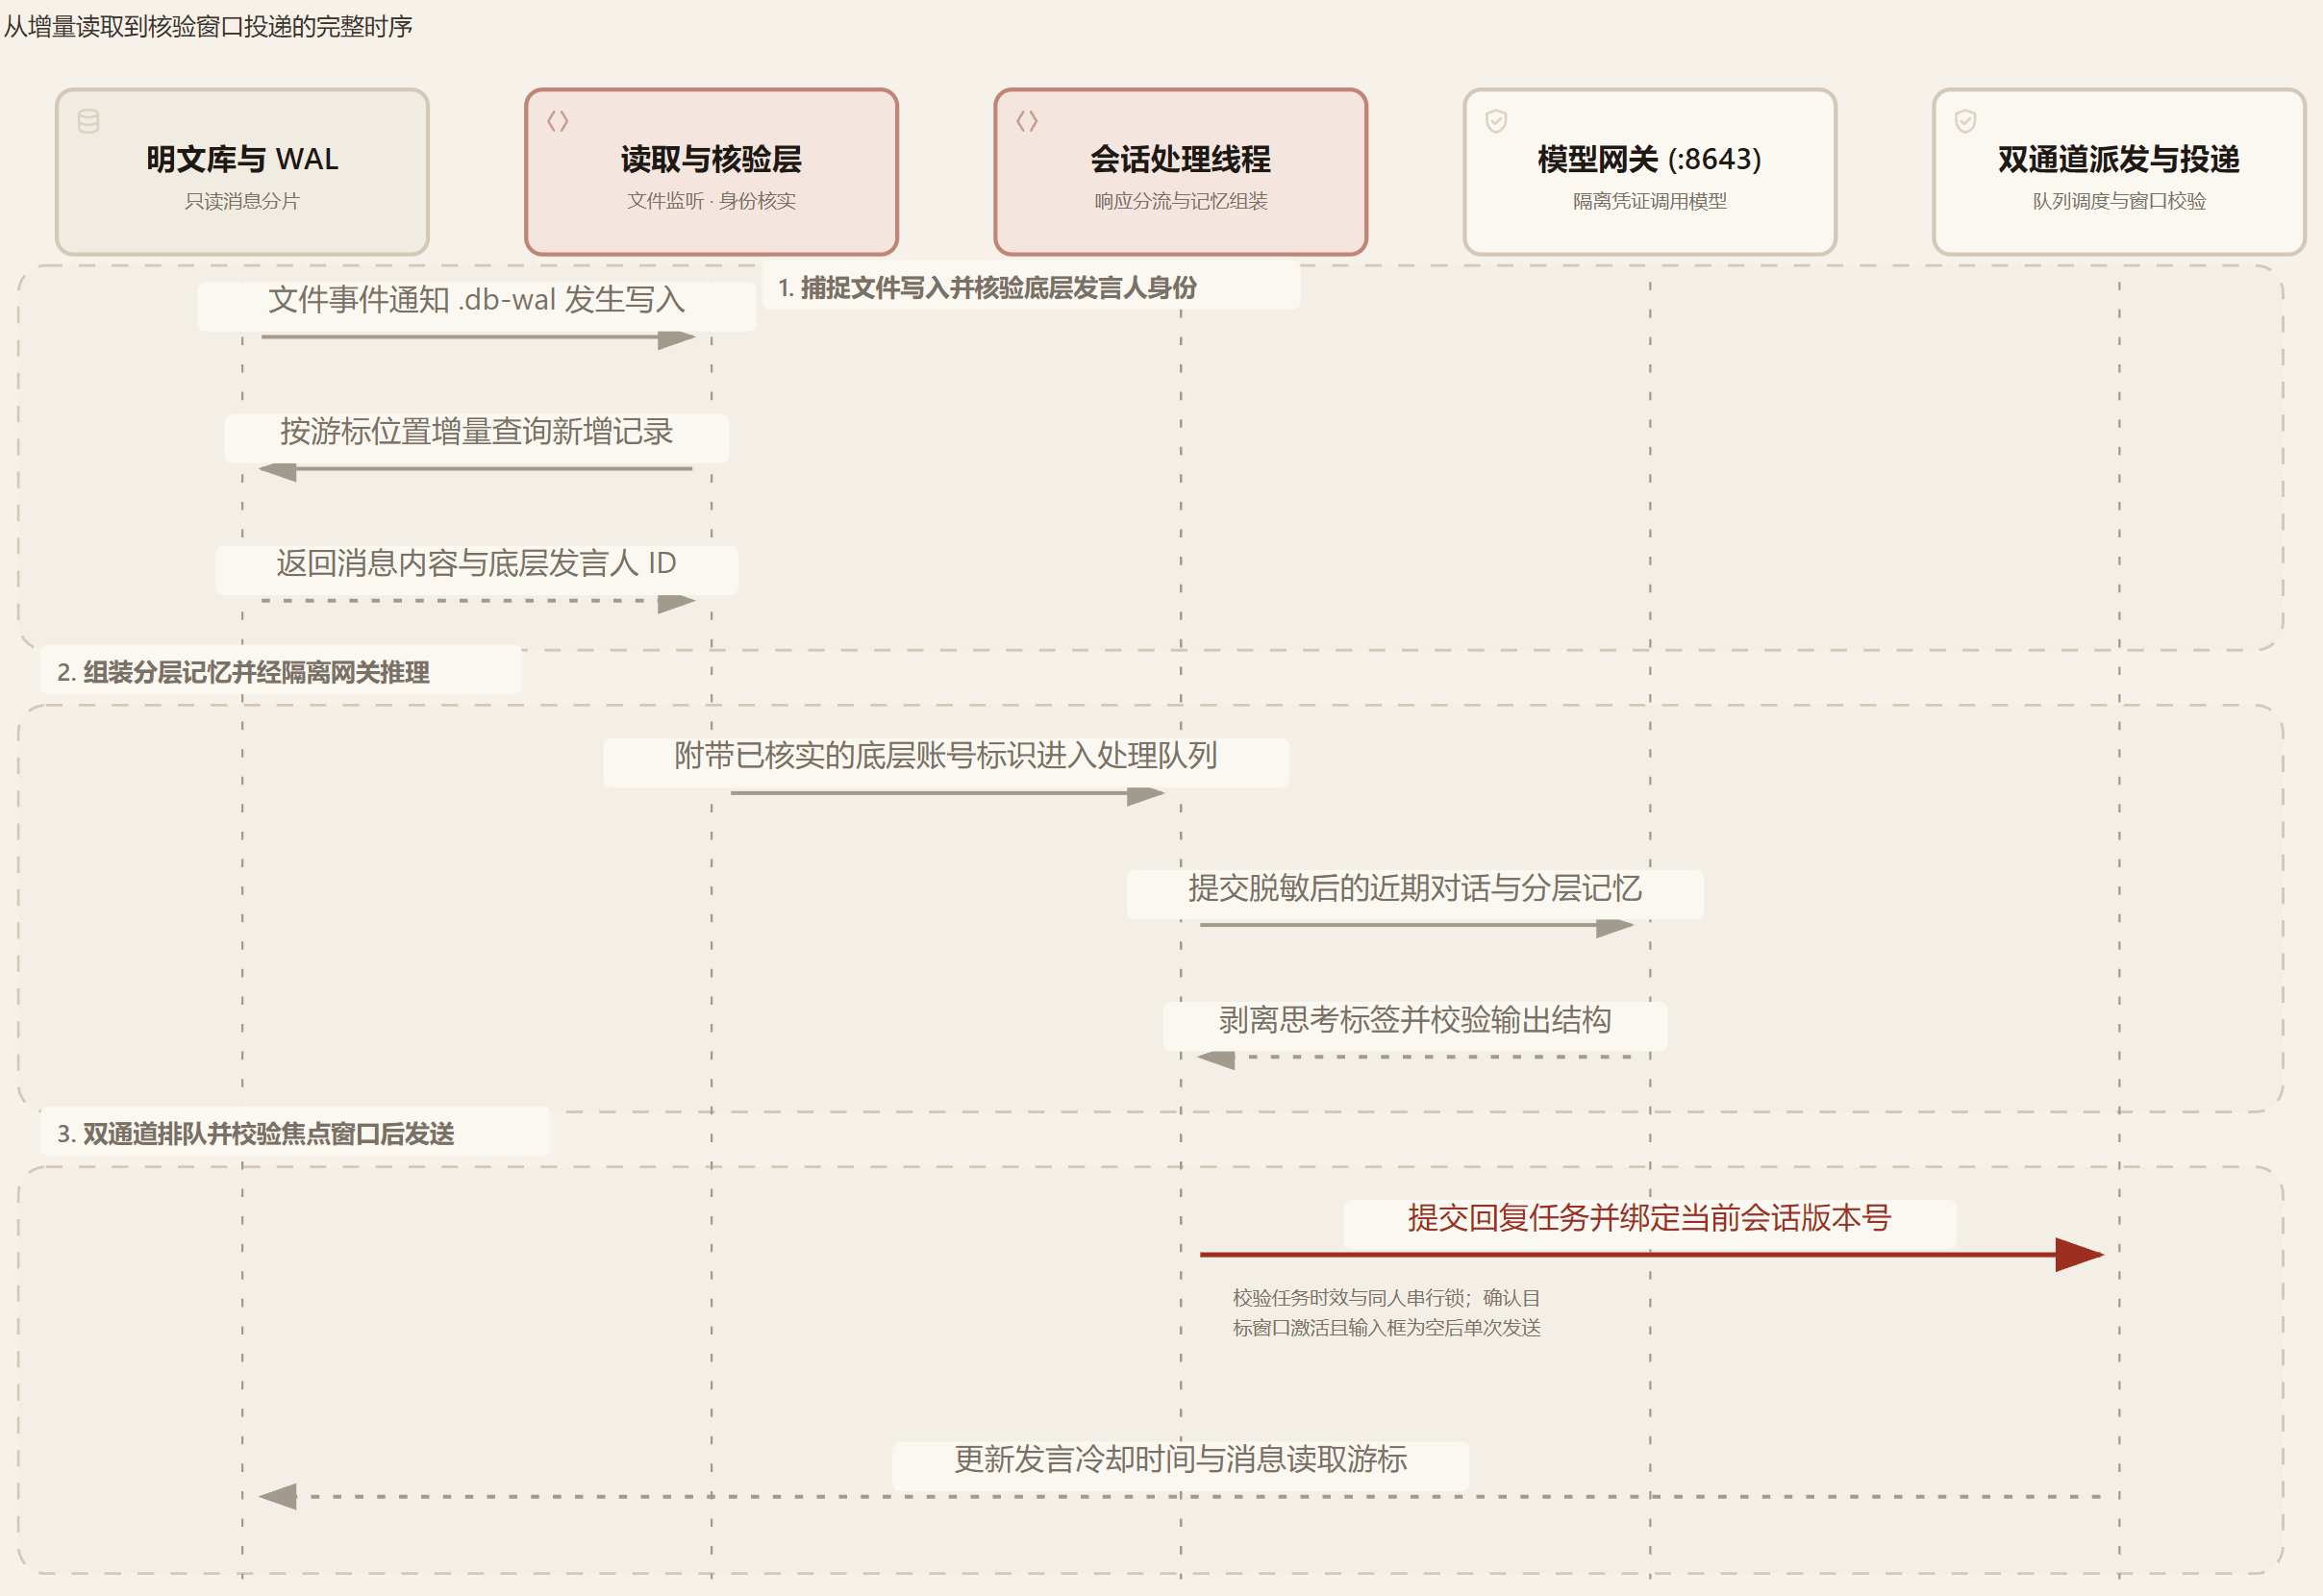 从增量读取到核验窗口投递的完整时序
明文库与 WAL
只读消息分片
读取与核验层
文件监听 · 身份核实
会话处理线程
响应分流与记忆组装
模型网关 (:8643)
隔离凭证调用模型
双通道派发与投递
队列调度与窗口校验
1. 捕捉文件写入并核验底层发言人身份
文件事件通知 .db-wal 发生写入
按游标位置增量查询新增记录
返回消息内容与底层发言人 ID
2. 组装分层记忆并经隔离网关推理
附带已核实的底层账号标识进入处理队列
提交脱敏后的近期对话与分层记忆
剥离思考标签并校验输出结构
3. 双通道排队并校验焦点窗口后发送
提交回复任务并绑定当前会话版本号
校验任务时效与同人串行锁；确认目
标窗口激活且输入框为空后单次发送
更新发言冷却时间与消息读取游标